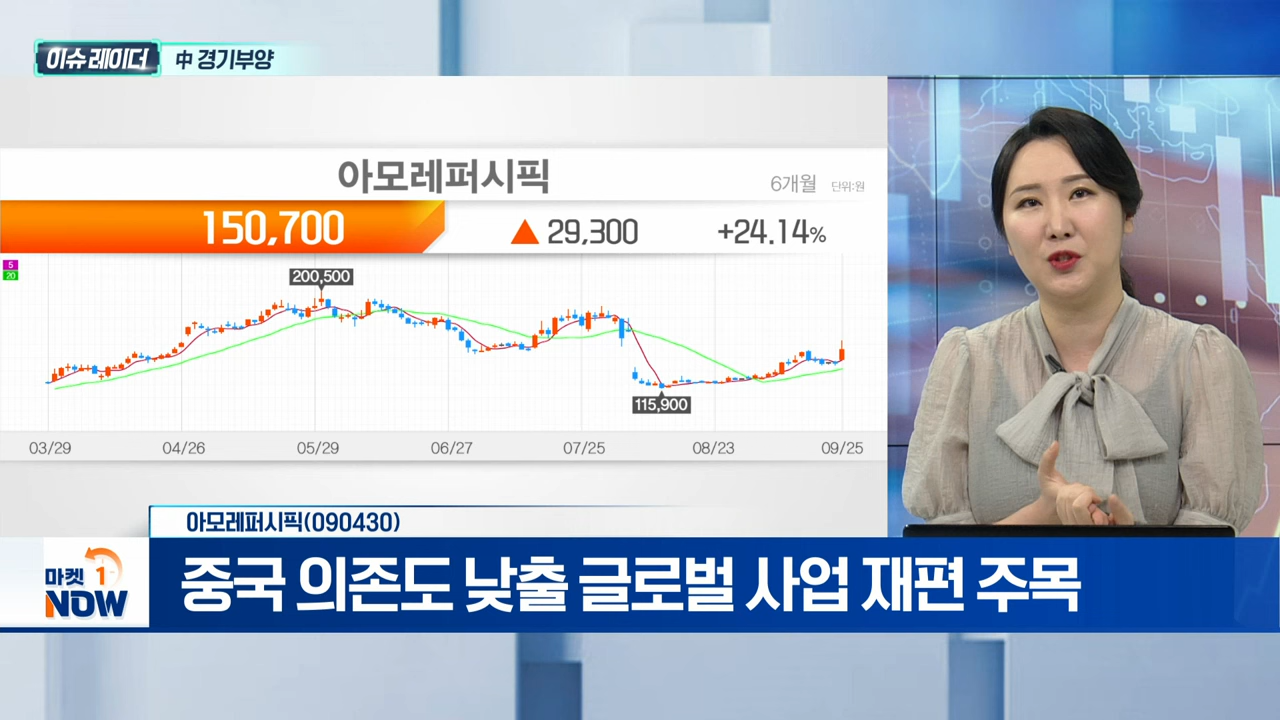 이슈 레이더 中 경기부양
아모레퍼시픽
6개월 단위:원
150,700 ▲ 29,300 +24.14%
5
20
200,500
115,900
03/29 04/26 05/29 06/27 07/25 08/23 09/25
아모레퍼시픽(090430)
마켓 1
NOW
중국 의존도 낮출 글로벌 사업 재편 주목